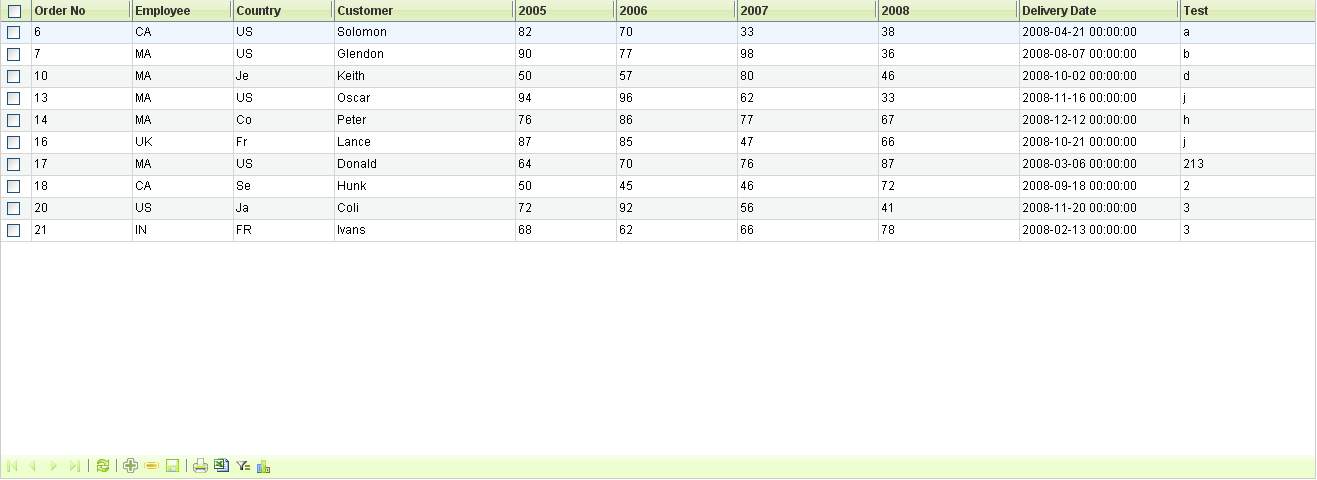 Order No Employee Country Customer 2005 2006 2007 2008 Delivery Date Test
6 CA US Solomon 82 70 33 38 2008-04-21 00:00:00 a
7 MA US Glendon 90 77 98 36 2008-08-07 00:00:00 b
10 MA Je Keith 50 57 80 46 2008-10-02 00:00:00 d
13 MA US Oscar 94 96 62 33 2008-11-16 00:00:00 j
14 MA Co Peter 76 86 77 67 2008-12-12 00:00:00 h
16 UK Fr Lance 87 85 47 66 2008-10-21 00:00:00 j
17 MA US Donald 64 70 76 87 2008-03-06 00:00:00 213
18 CA Se Hunk 50 45 46 72 2008-09-18 00:00:00 2
20 US Ja Coli 72 92 56 41 2008-11-20 00:00:00 3
21 IN FR Ivans 68 62 66 78 2008-02-13 00:00:00 3